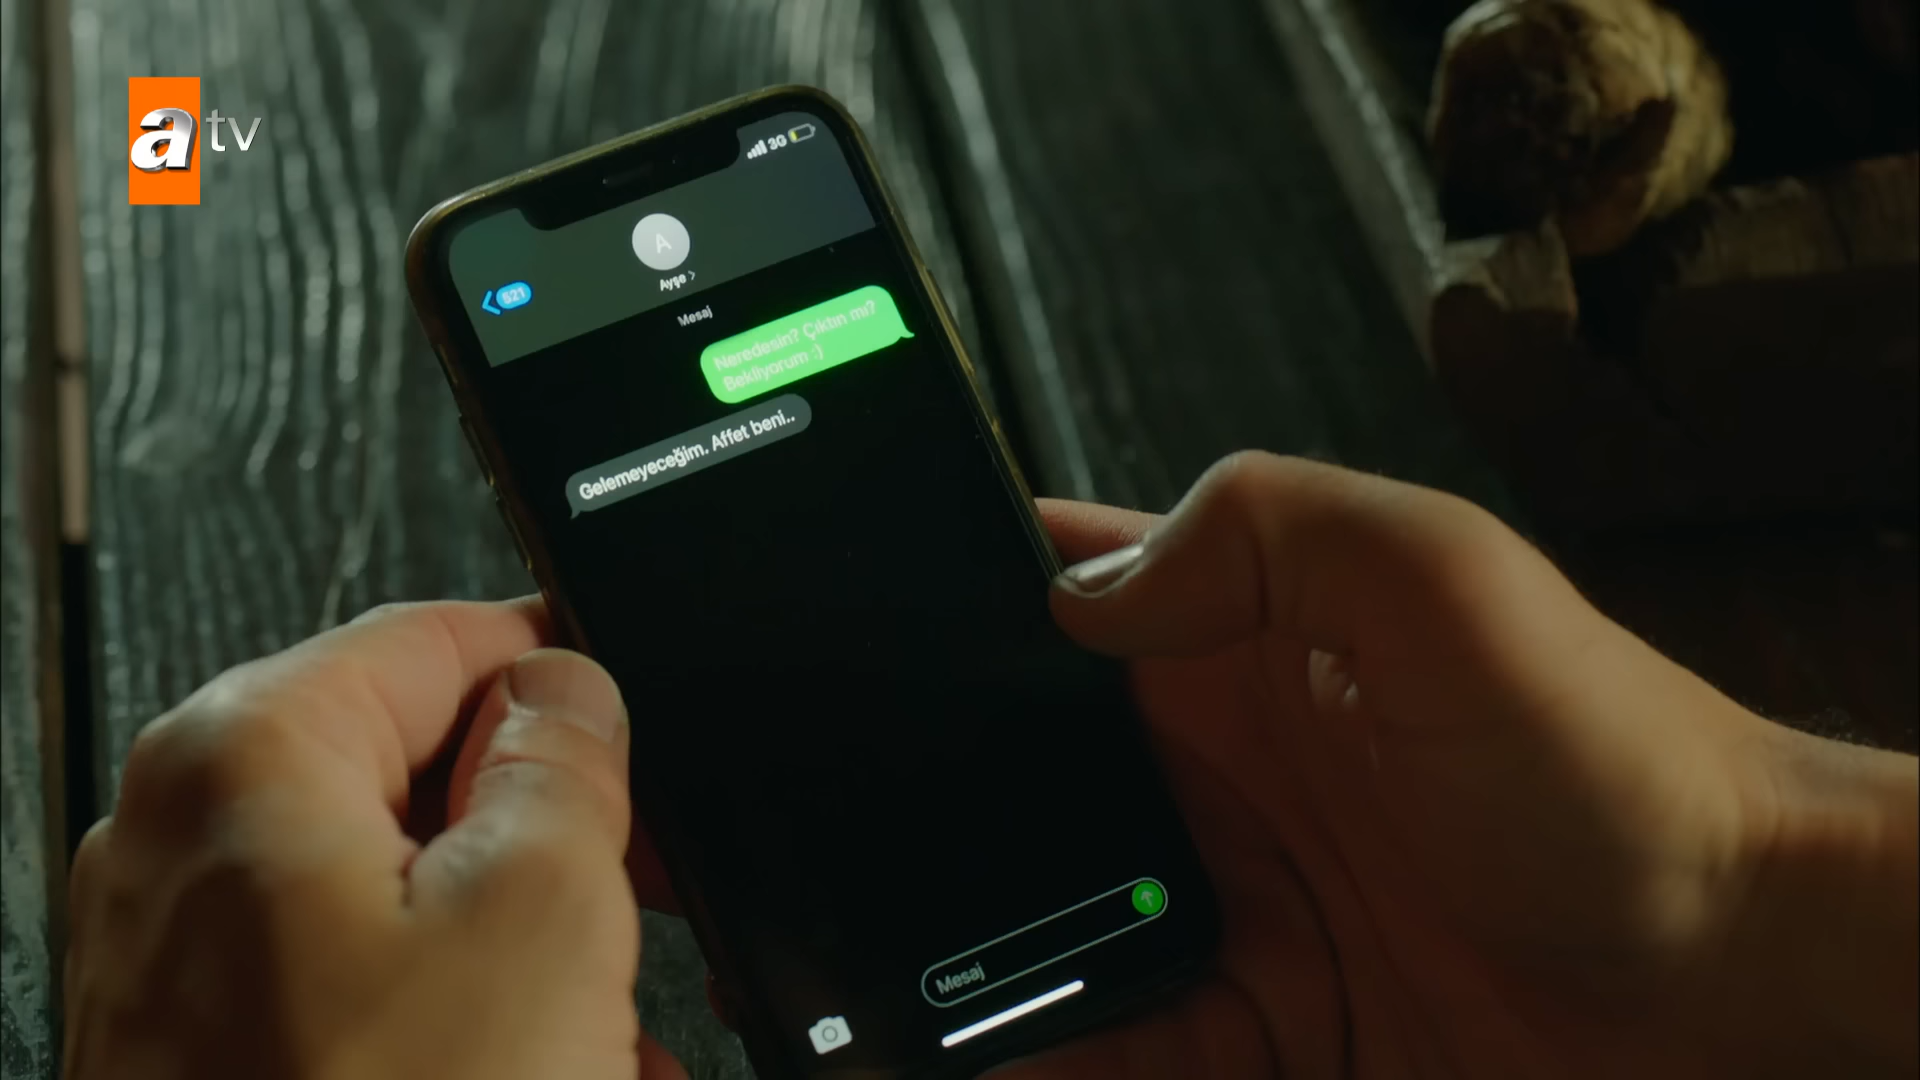 atv
3G
521
A
Ayşe >
Mesaj
Neredesin? Çıktın mı?
Bekliyorum :)
Gelemeyeceğim. Affet beni..
Mesaj